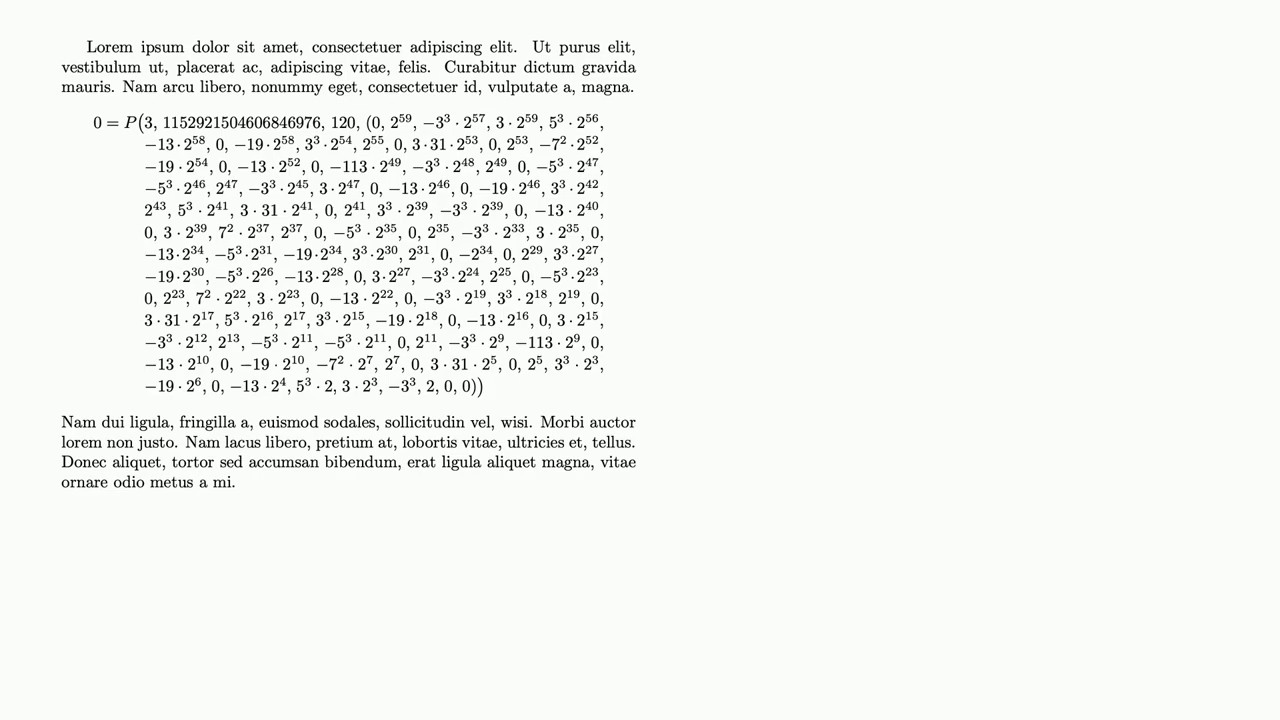 Lorem ipsum dolor sit amet, consectetuer adipiscing elit. Ut purus elit,
vestibulum ut, placerat ac, adipiscing vitae, felis. Curabitur dictum gravida
mauris. Nam arcu libero, nonummy eget, consectetuer id, vulputate a, magna.
0 = P(3, 1152921504606846976, 120, (0, 2^59, −3^3 · 2^57, 3 · 2^59, 5^3 · 2^56,
−13 · 2^58, 0, −19 · 2^58, 3^3 · 2^54, 2^55, 0, 3 · 31 · 2^53, 0, 2^53, −7^2 · 2^52,
−19 · 2^54, 0, −13 · 2^52, 0, −113 · 2^49, −3^3 · 2^48, 2^49, 0, −5^3 · 2^47,
−5^3 · 2^46, 2^47, −3^3 · 2^45, 3 · 2^47, 0, −13 · 2^46, 0, −19 · 2^46, 3^3 · 2^42,
2^43, 5^3 · 2^41, 3 · 31 · 2^41, 0, 2^41, 3^3 · 2^39, −3^3 · 2^39, 0, −13 · 2^40,
0, 3 · 2^39, 7^2 · 2^37, 2^37, 0, −5^3 · 2^35, 0, 2^35, −3^3 · 2^33, 3 · 2^35, 0,
−13 · 2^34, −5^3 · 2^31, −19 · 2^34, 3^3 · 2^30, 2^31, 0, −2^34, 0, 2^29, 3^3 · 2^27,
−19 · 2^30, −5^3 · 2^26, −13 · 2^28, 0, 3 · 2^27, −3^3 · 2^24, 2^25, 0, −5^3 · 2^23,
0, 2^23, 7^2 · 2^22, 3 · 2^23, 0, −13 · 2^22, 0, −3^3 · 2^19, 3^3 · 2^18, 2^19, 0,
3 · 31 · 2^17, 5^3 · 2^16, 2^17, 3^3 · 2^15, −19 · 2^18, 0, −13 · 2^16, 0, 3 · 2^15,
−3^3 · 2^12, 2^13, −5^3 · 2^11, −5^3 · 2^11, 0, 2^11, −3^3 · 2^9, −113 · 2^9, 0,
−13 · 2^10, 0, −19 · 2^10, −7^2 · 2^7, 2^7, 0, 3 · 31 · 2^5, 0, 2^5, 3^3 · 2^3,
−19 · 2^6, 0, −13 · 2^4, 5^3 · 2, 3 · 2^3, −3^3, 2, 0, 0))
Nam dui ligula, fringilla a, euismod sodales, sollicitudin vel, wisi. Morbi auctor
lorem non justo. Nam lacus libero, pretium at, lobortis vitae, ultricies et, tellus.
Donec aliquet, tortor sed accumsan bibendum, erat ligula aliquet magna, vitae
ornare odio metus a mi.